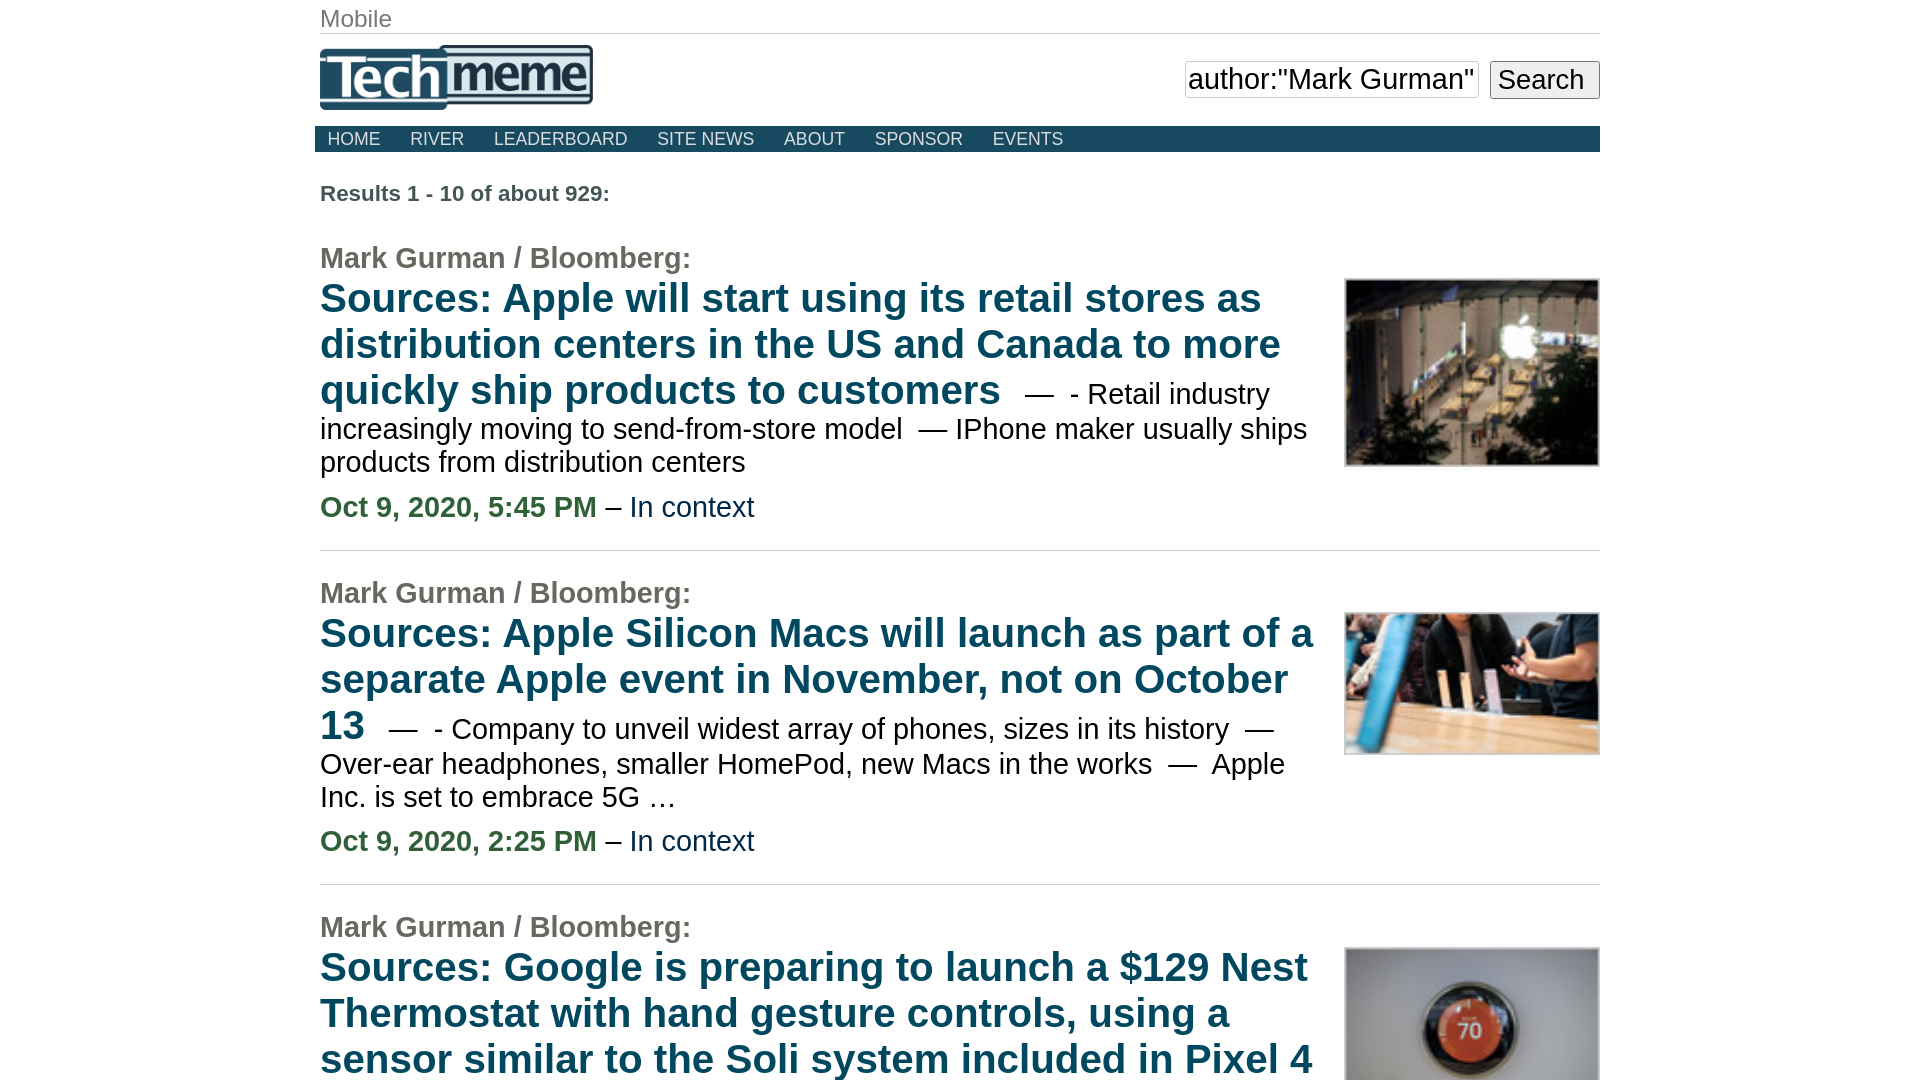 Mobile
Techmeme
author:"Mark Gurman"
Search
HOME RIVER LEADERBOARD SITE NEWS ABOUT SPONSOR EVENTS
Results 1 - 10 of about 929:
Mark Gurman / Bloomberg:
Sources: Apple will start using its retail stores as
distribution centers in the US and Canada to more
quickly ship products to customers — - Retail industry
increasingly moving to send-from-store model — IPhone maker usually ships
products from distribution centers
Oct 9, 2020, 5:45 PM – In context
Mark Gurman / Bloomberg:
Sources: Apple Silicon Macs will launch as part of a
separate Apple event in November, not on October
13 — - Company to unveil widest array of phones, sizes in its history —
Over-ear headphones, smaller HomePod, new Macs in the works — Apple
Inc. is set to embrace 5G …
Oct 9, 2020, 2:25 PM – In context
Mark Gurman / Bloomberg:
Sources: Google is preparing to launch a $129 Nest
Thermostat with hand gesture controls, using a
sensor similar to the Soli system included in Pixel 4
70